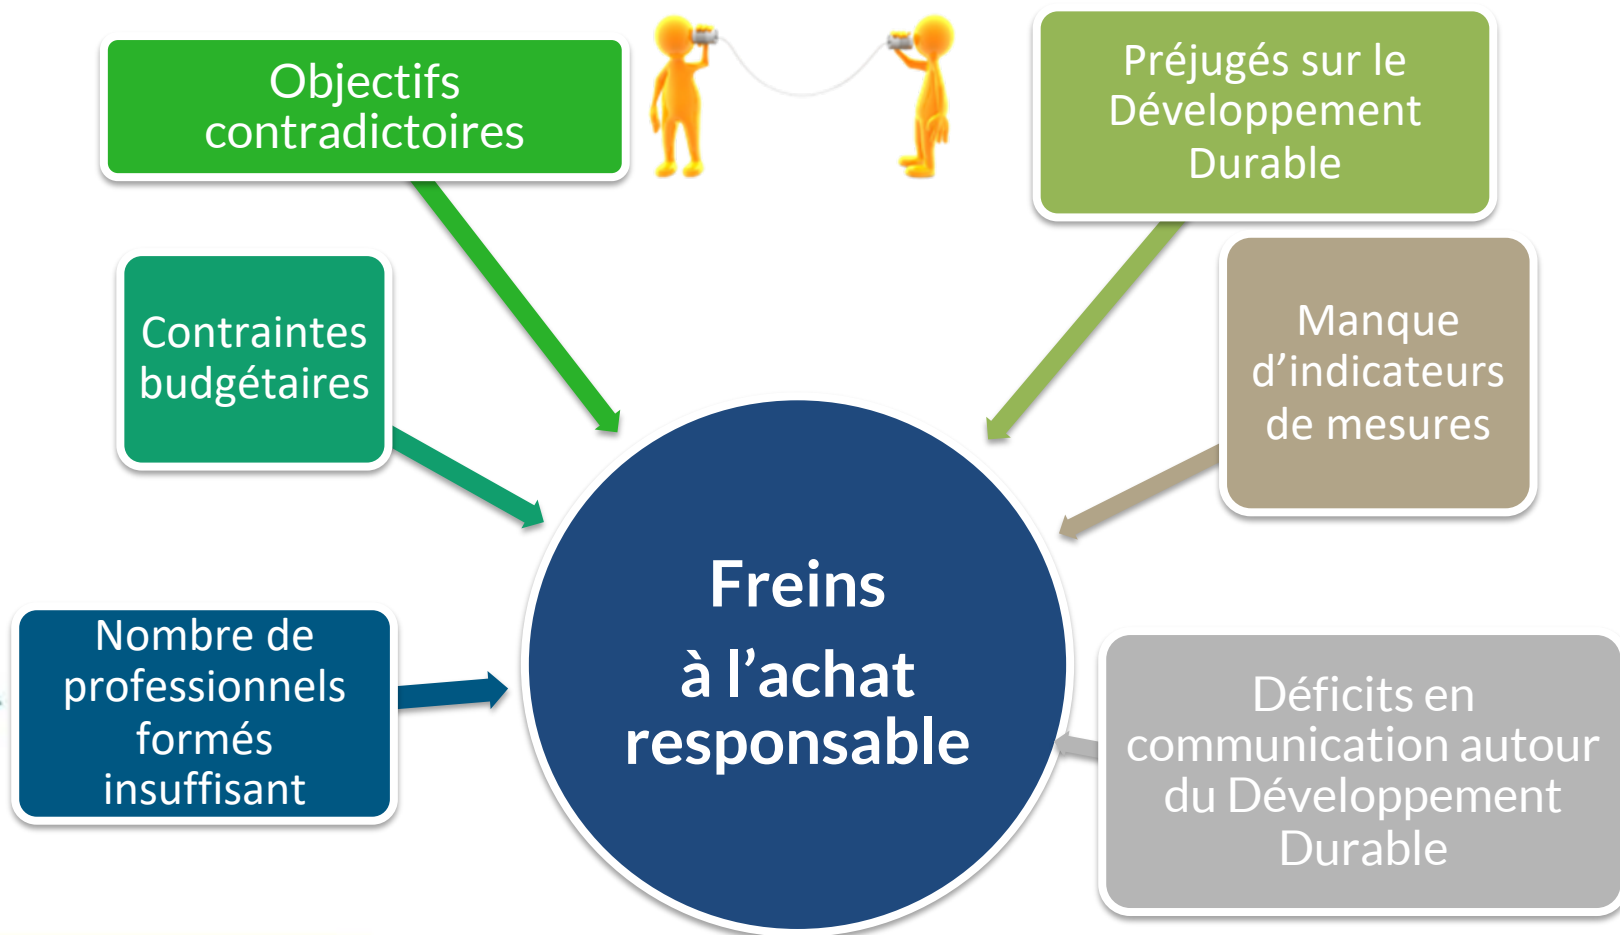 Objectifs
contradictoires
Préjugés sur le
Développement
Durable
Contraintes
budgétaires
Manque
d’indicateurs
de mesures
Freins
à l’achat
responsable
Nombre de
professionnels
formés
insuffisant
Déficits en
communication autour
du Développement
Durable